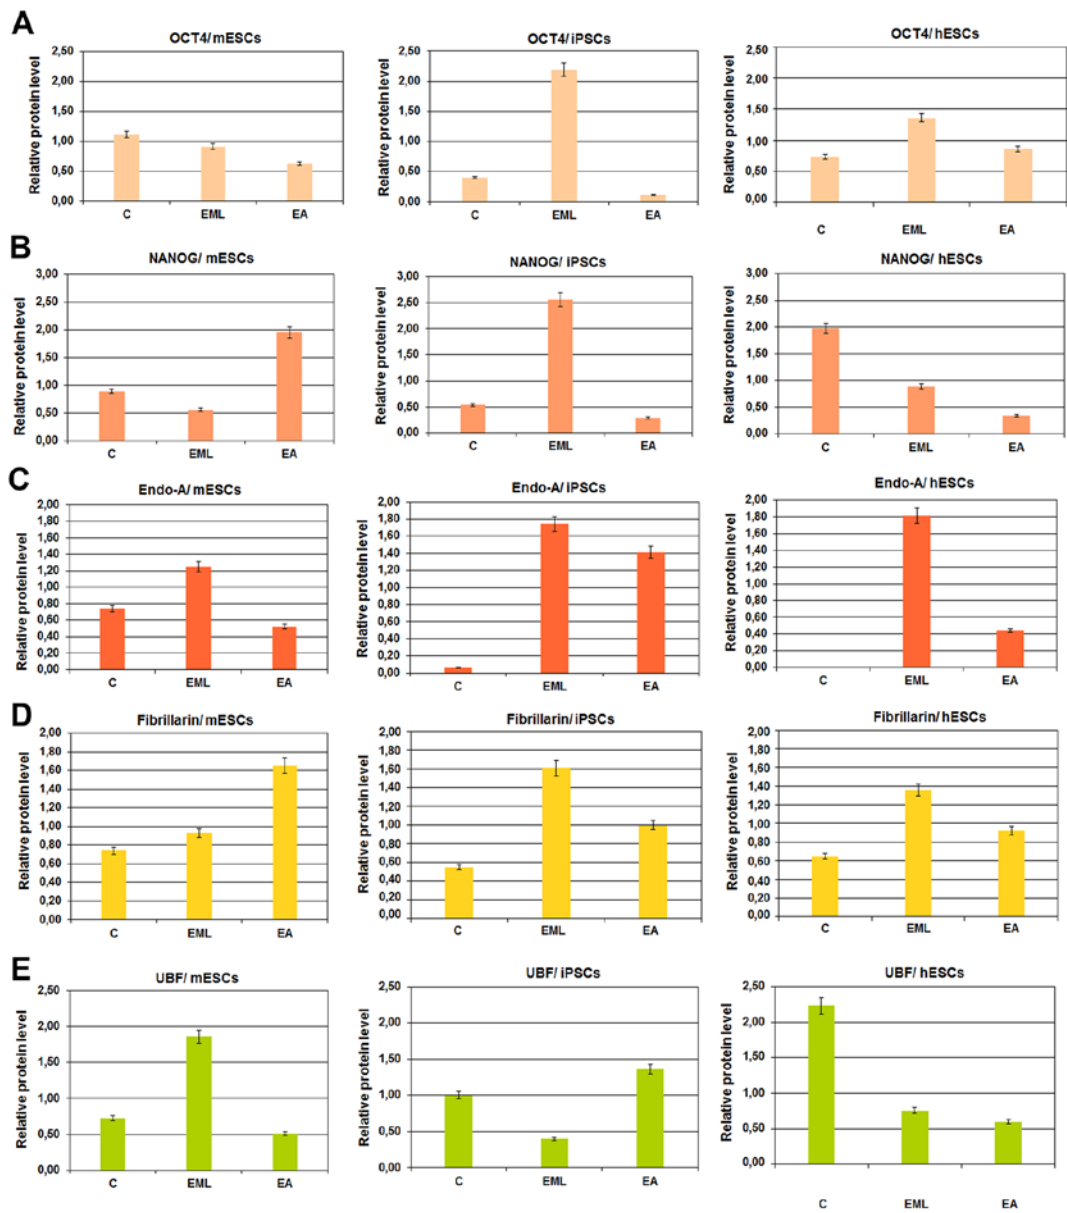 A
OCT4/ mESCs
Relative protein level
2,50
2,00
1,50
1,00
0,50
0,00
C EML EA
OCT4/ iPSCs
Relative protein level
2,50
2,00
1,50
1,00
0,50
0,00
C EML EA
OCT4/ hESCs
Relative protein level
2,50
2,00
1,50
1,00
0,50
0,00
C EML EA
B
NANOG/ mESCs
Relative protein level
3,00
2,50
2,00
1,50
1,00
0,50
0,00
C EML EA
NANOG/ iPSCs
Relative protein level
3,00
2,50
2,00
1,50
1,00
0,50
0,00
C EML EA
NANOG/ hESCs
Relative protein level
3,00
2,50
2,00
1,50
1,00
0,50
0,00
C EML EA
C
Endo-A/ mESCs
Relative protein level
2,00
1,80
1,60
1,40
1,20
1,00
0,80
0,60
0,40
0,20
0,00
C EML EA
Endo-A/ iPSCs
Relative protein level
2,00
1,80
1,60
1,40
1,20
1,00
0,80
0,60
0,40
0,20
0,00
C EML EA
Endo-A/ hESCs
Relative protein level
2,00
1,80
1,60
1,40
1,20
1,00
0,80
0,60
0,40
0,20
0,00
C EML EA
D
Fibrillarin/ mESCs
Relative protein level
2,00
1,80
1,60
1,40
1,20
1,00
0,80
0,60
0,40
0,20
0,00
C EML EA
Fibrillarin/ iPSCs
Relative protein level
2,00
1,80
1,60
1,40
1,20
1,00
0,80
0,60
0,40
0,20
0,00
C EML EA
Fibrillarin/ hESCs
Relative protein level
2,00
1,80
1,60
1,40
1,20
1,00
0,80
0,60
0,40
0,20
0,00
C EML EA
E
UBF/ mESCs
Relative protein level
2,50
2,00
1,50
1,00
0,50
0,00
C EML EA
UBF/ iPSCs
Relative protein level
2,50
2,00
1,50
1,00
0,50
0,00
C EML EA
UBF/ hESCs
Relative protein level
2,50
2,00
1,50
1,00
0,50
0,00
C EML EA